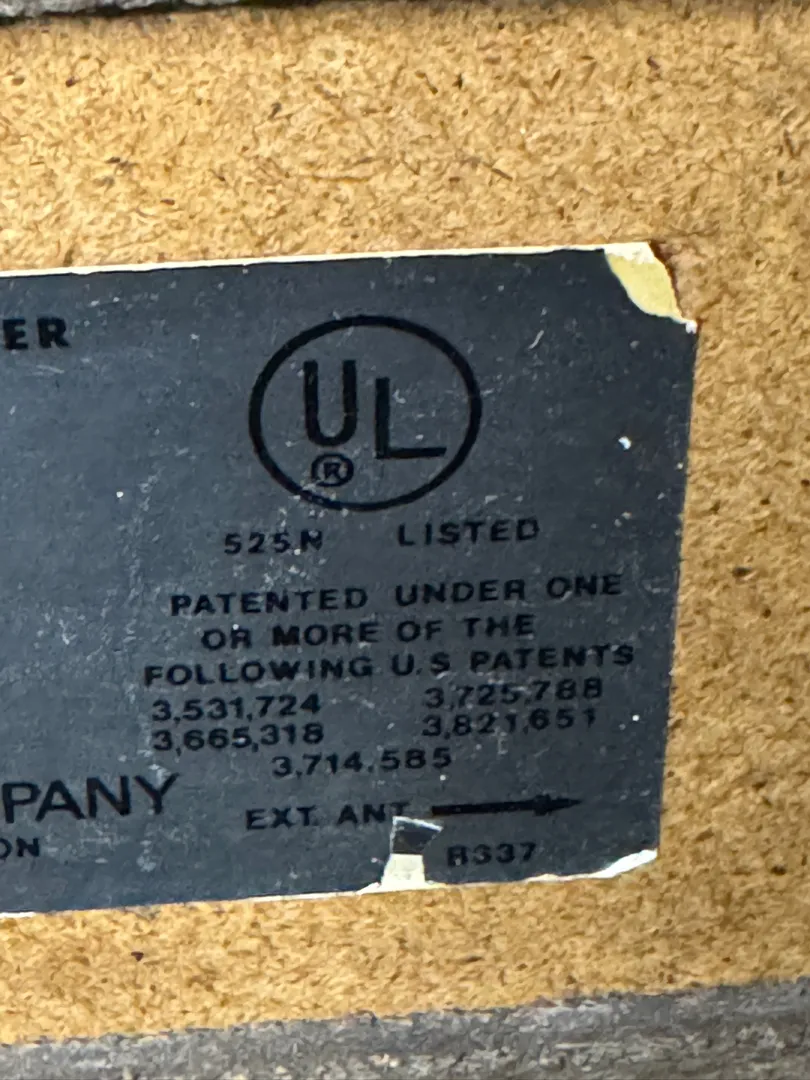 ER
UL
®
525N LISTED
PATENTED UNDER ONE
OR MORE OF THE
FOLLOWING U.S PATENTS
3,531,724 3,725,788
3,665,318 3,821,651
3,714,585
PANY
EXT. ANT
ON
B337